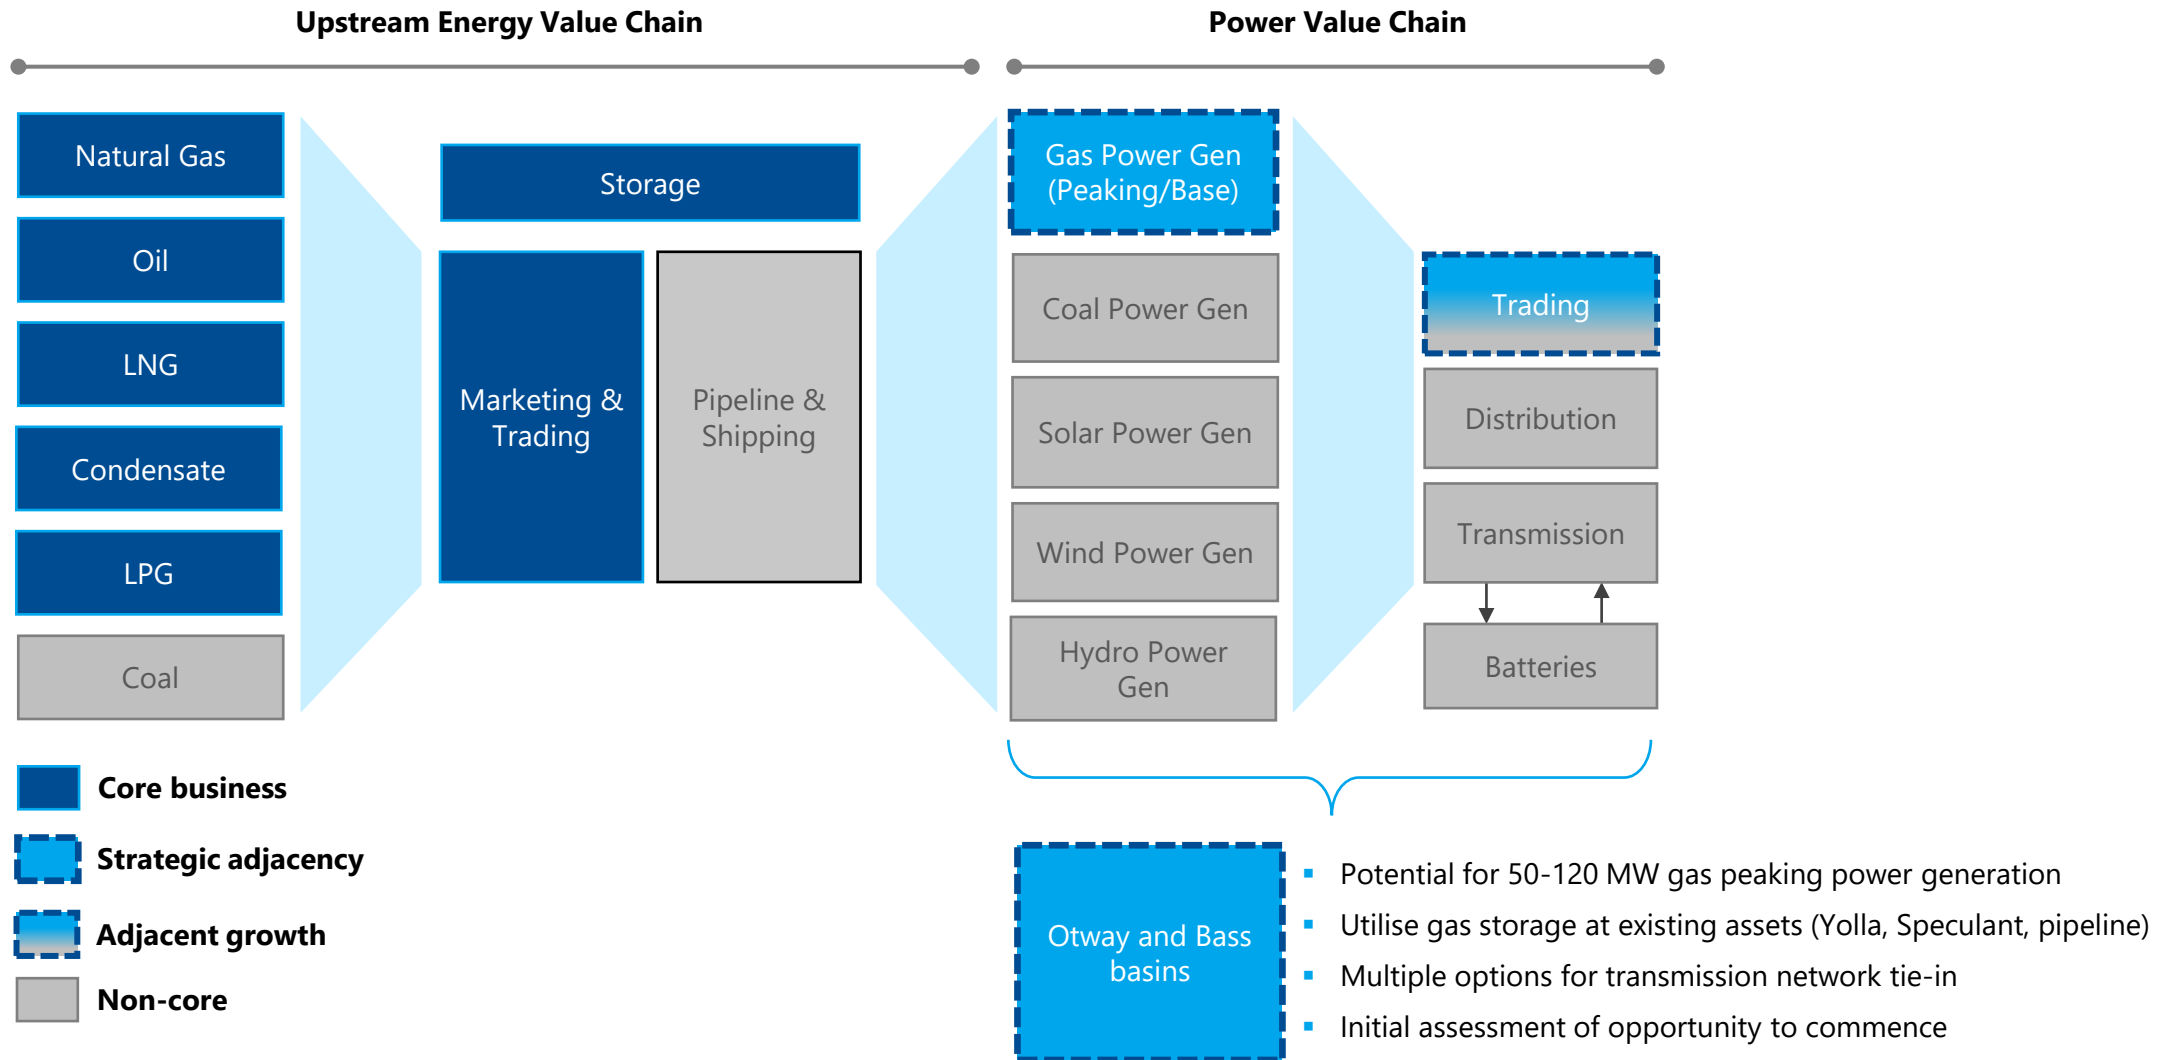 Upstream Energy Value Chain
Power Value Chain
Natural Gas
Oil
LNG
Condensate
LPG
Coal
Storage
Marketing &
Trading
Pipeline &
Shipping
Gas Power Gen
(Peaking/Base)
Coal Power Gen
Solar Power Gen
Wind Power Gen
Hydro Power
Gen
Trading
Distribution
Transmission
Batteries
Core business
Strategic adjacency
Adjacent growth
Non-core
Otway and Bass
basins
▪ Potential for 50-120 MW gas peaking power generation
▪ Utilise gas storage at existing assets (Yolla, Speculant, pipeline)
▪ Multiple options for transmission network tie-in
▪ Initial assessment of opportunity to commence